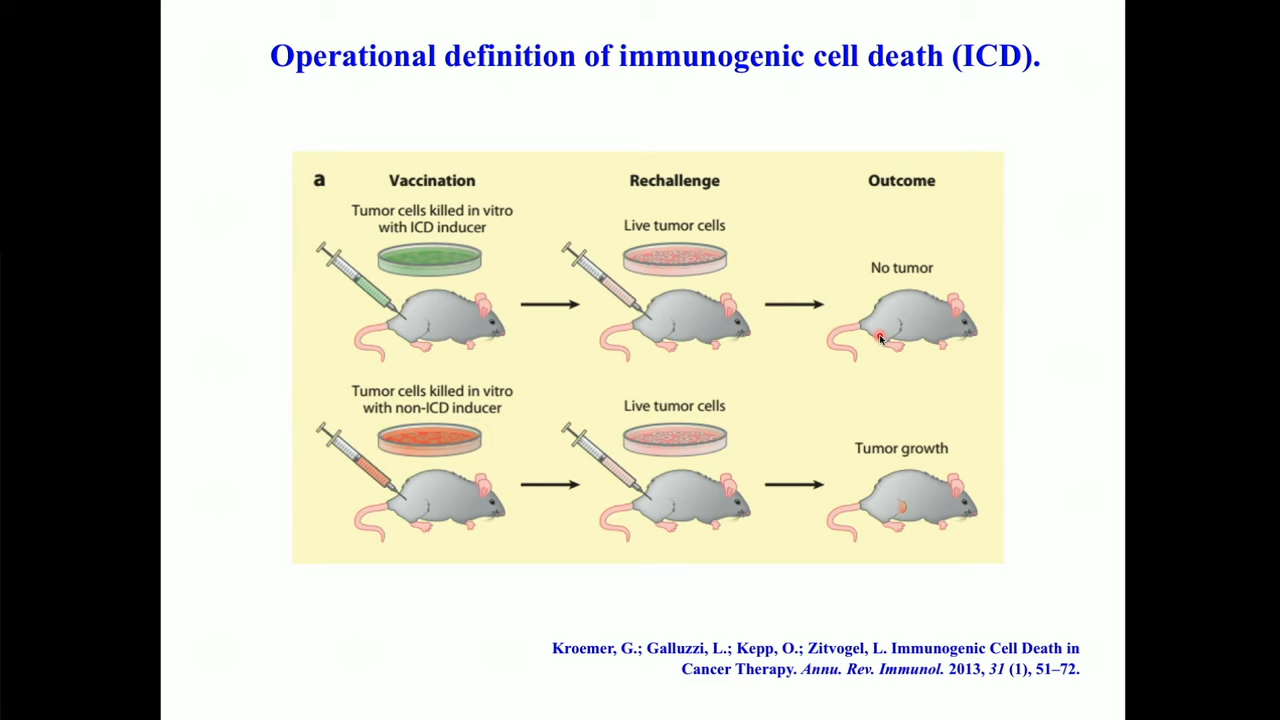 Operational definition of immunogenic cell death (ICD).
a
Vaccination
Rechallenge
Outcome
Tumor cells killed in vitro
with ICD inducer
Live tumor cells
No tumor
Tumor cells killed in vitro
with non-ICD inducer
Live tumor cells
Tumor growth
Kroemer, G.; Galluzzi, L.; Kepp, O.; Zitvogel, L. Immunogenic Cell Death in
Cancer Therapy. Annu. Rev. Immunol. 2013, 31 (1), 51–72.